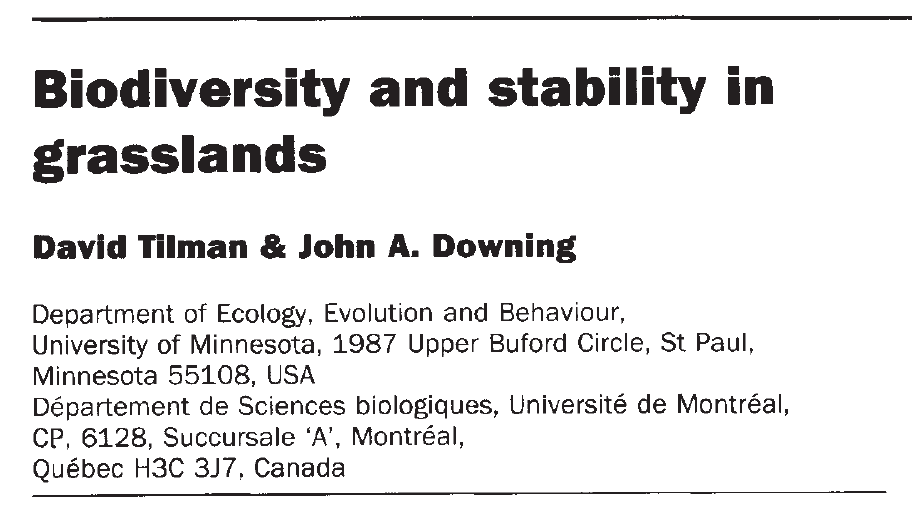 Biodiversity and stability in
grasslands
David Tilman & John A. Downing
Department of Ecology, Evolution and Behaviour,
University of Minnesota, 1987 Upper Buford Circle, St Paul,
Minnesota 55108, USA
Département de Sciences biologiques, Université de Montréal,
CP, 6128, Succursale ‘A’, Montréal,
Québec H3C 3J7, Canada